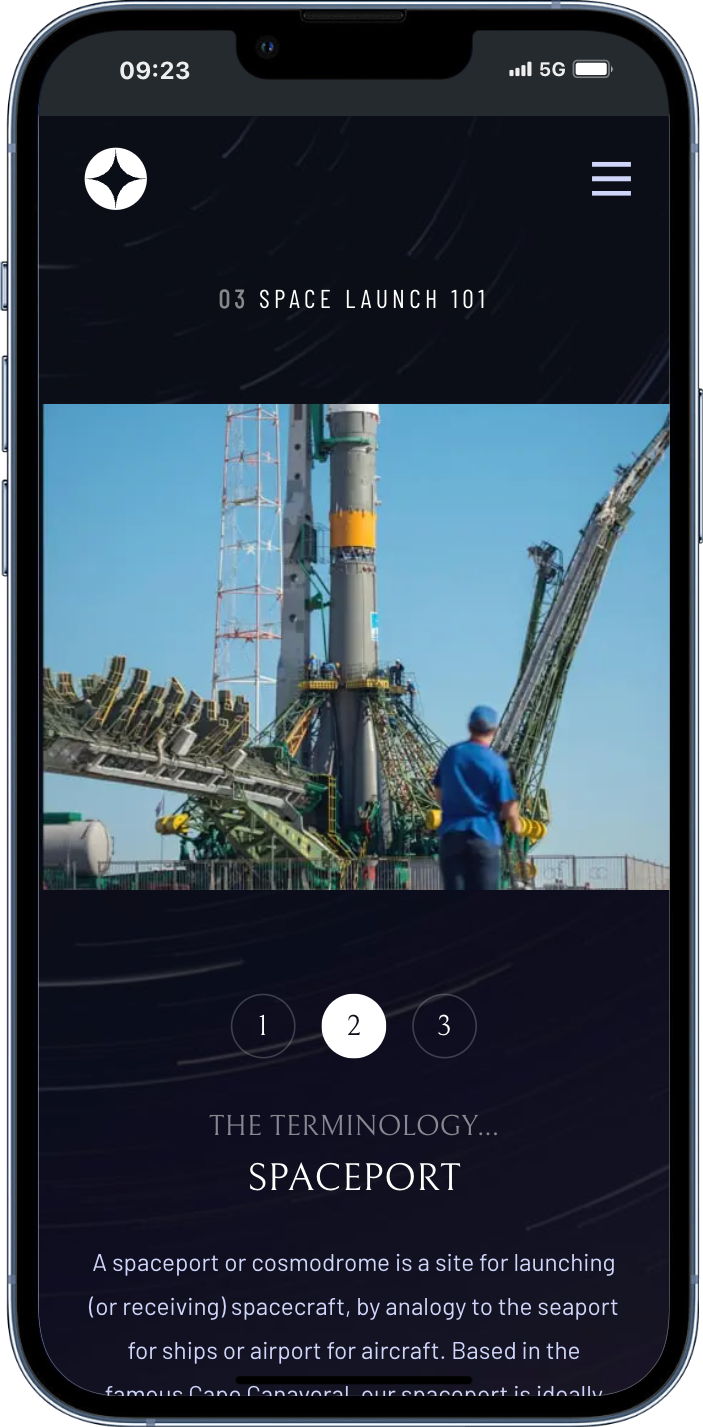 09:23
5G
03 SPACE LAUNCH 101
1 2 3
THE TERMINOLOGY...
SPACEPORT
A spaceport or cosmodrome is a site for launching
(or receiving) spacecraft, by analogy to the seaport
for ships or airport for aircraft. Based in the
famous Cape Canaveral, our spaceport is ideally